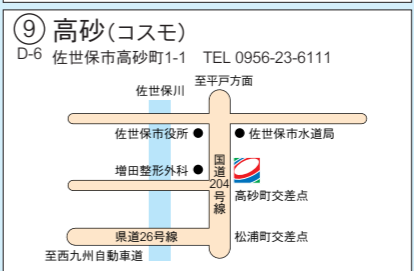 ⑨ 高砂(コスモ)
D-6 佐世保市高砂町1-1 TEL 0956-23-6111
至平戸方面
佐世保川
佐世保市役所
佐世保市水道局
増田整形外科
国道204号線
高砂町交差点
県道26号線
松浦町交差点
至西九州自動車道